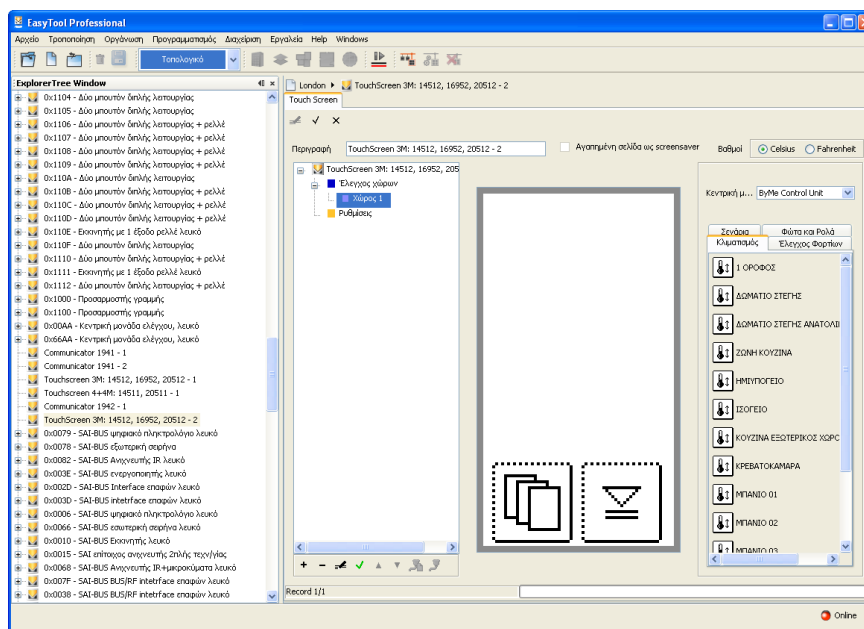 EasyTool Professional
Αρχείο Τροποποίηση Οργάνωση Προγραμματισμός Διαχείριση Εργαλεία Help Windows
Τοπολογικό
ExplorerTree Window
0x1104 - Δύο μπουτόν διπλής λειτουργίας
0x1105 - Δύο μπουτόν διπλής λειτουργίας
0x1106 - Δύο μπουτόν διπλής λειτουργίας + ρελλέ
0x1107 - Δύο μπουτόν διπλής λειτουργίας + ρελλέ
0x1108 - Δύο μπουτόν διπλής λειτουργίας + ρελλέ
0x1109 - Δύο μπουτόν διπλής λειτουργίας + ρελλέ
0x110A - Δύο μπουτόν διπλής λειτουργίας
0x110B - Δύο μπουτόν διπλής λειτουργίας + ρελλέ
0x110C - Δύο μπουτόν διπλής λειτουργίας + ρελλέ
0x110D - Δύο μπουτόν διπλής λειτουργίας + ρελλέ
0x110E - Εκκινητής με 1 έξοδο ρελλέ λευκό
0x110F - Δύο μπουτόν διπλής λειτουργίας
0x1110 - Δύο μπουτόν διπλής λειτουργίας + ρελλέ
0x1111 - Εκκινητής με 1 έξοδο ρελλέ λευκό
0x1112 - Δύο μπουτόν διπλής λειτουργίας + ρελλέ
0x1000 - Προσαρμοστής γραμμής
0x1100 - Προσαρμοστής γραμμής
0x00AA - Κεντρική μονάδα ελέγχου, λευκό
0x66AA - Κεντρική μονάδα ελέγχου, λευκό
Communicator 1941 - 1
Communicator 1941 - 2
Touchscreen 3M: 14512, 16952, 20512 - 1
Touchscreen 4+4M: 14511, 20511 - 1
Communicator 1942 - 1
TouchScreen 3M: 14512, 16952, 20512 - 2
0x0079 - SAI-BUS ψηφιακό πληκτρολόγιο λευκό
0x0078 - SAI-BUS εξωτερική σειρήνα
0x0082 - SAI-BUS Ανιχνευτής IR λευκό
0x003E - SAI-BUS ενεργοποιητής λευκό
0x002D - SAI-BUS Interface επαφών λευκό
0x003D - SAI-BUS intetrface επαφών λευκό
0x0006 - SAI-BUS ψηφιακό πληκτρολόγιο λευκό
0x0066 - SAI-BUS εσωτερική σειρήνα λευκό
0x0010 - SAI-BUS Εκκινητής λευκό
0x0015 - SAI επίτοιχος ανιχνευτής 2πλής τεχν/γίας
0x0068 - SAI-BUS Ανιχνευτής IR+μικροκύματα λευκό
0x007F - SAI-BUS BUS/RF intetrface επαφών λευκό
0x0038 - SAI-BUS BUS/RF intetrface επαφών λευκό
London TouchScreen 3M: 14512, 16952, 20512 - 2
Touch Screen
Περιγραφή TouchScreen 3M: 14512, 16952, 20512 - 2 Αγαπημένη σελίδα ως screensaver Βαθμοί Celsius Fahrenheit
TouchScreen 3M: 14512, 16952, 205
Έλεγχος χώρων
Χώρος 1
Ρυθμίσεις
Κεντρική μ... ByMe Control Unit
Σενάρια Φώτα και Ρολά
Κλιματισμός Έλεγχος Φορτίων
1 ΟΡΟΦΟΣ
ΔΩΜΑΤΙΟ ΣΤΕΓΗΣ
ΔΩΜΑΤΙΟ ΣΤΕΓΗΣ ΑΝΑΤΟΛΙ
ΖΩΝΗ ΚΟΥΖΙΝΑ
ΗΜΙΥΠΟΓΕΙΟ
ΙΣΟΓΕΙΟ
ΚΟΥΖΙΝΑ ΕΞΩΤΕΡΙΚΟΣ ΧΩΡΟ
ΚΡΕΒΑΤΟΚΑΜΑΡΑ
ΜΠΑΝΙΟ 01
ΜΠΑΝΙΟ 02
ΜΠΑΝΙΟ 03
Record 1/1
Online